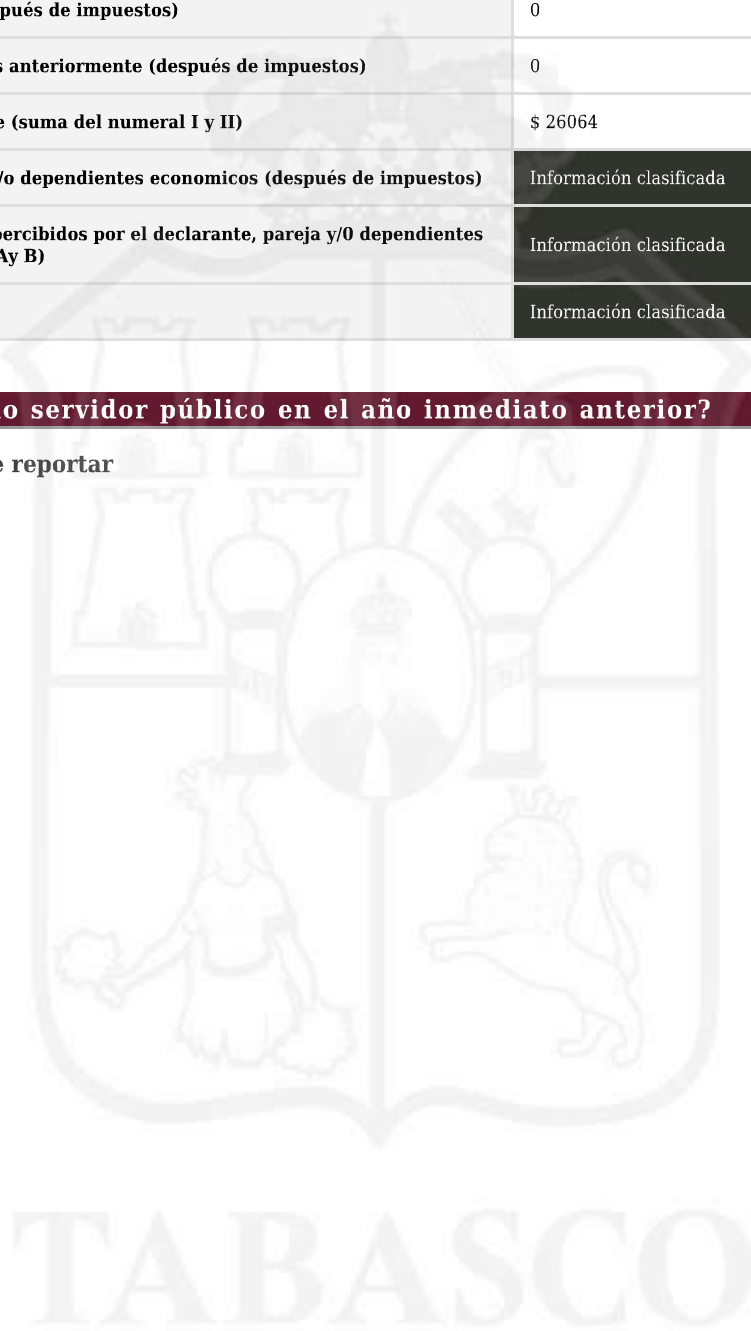 pués de impuestos) 0
s anteriormente (después de impuestos) 0
e (suma del numeral I y II) $ 26064
/o dependientes economicos (después de impuestos) Información clasificada
percibidos por el declarante, pareja y/0 dependientes
Ay B) Información clasificada
Información clasificada
o servidor público en el año inmediato anterior?
e reportar
TABASCO